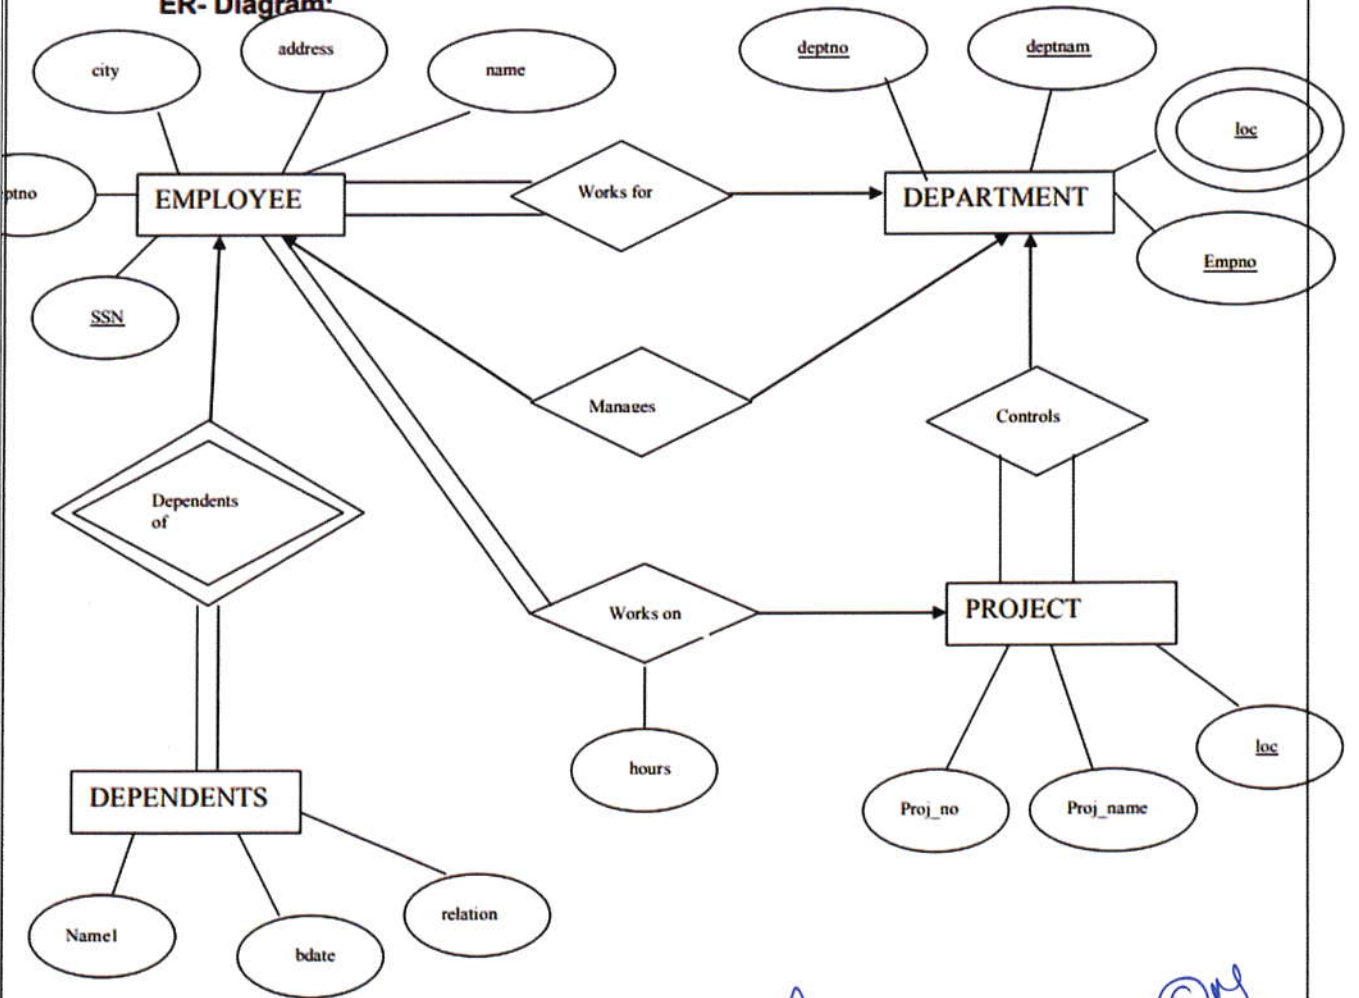 ER- Diagram:
city
address
name
deptno
deptnam
loc
ptno
EMPLOYEE
Works for
DEPARTMENT
Empno
SSN
Manages
Controls
Dependents
of
Works on
PROJECT
hours
loc
DEPENDENTS
Proj_no
Proj_name
Name1
bdate
relation